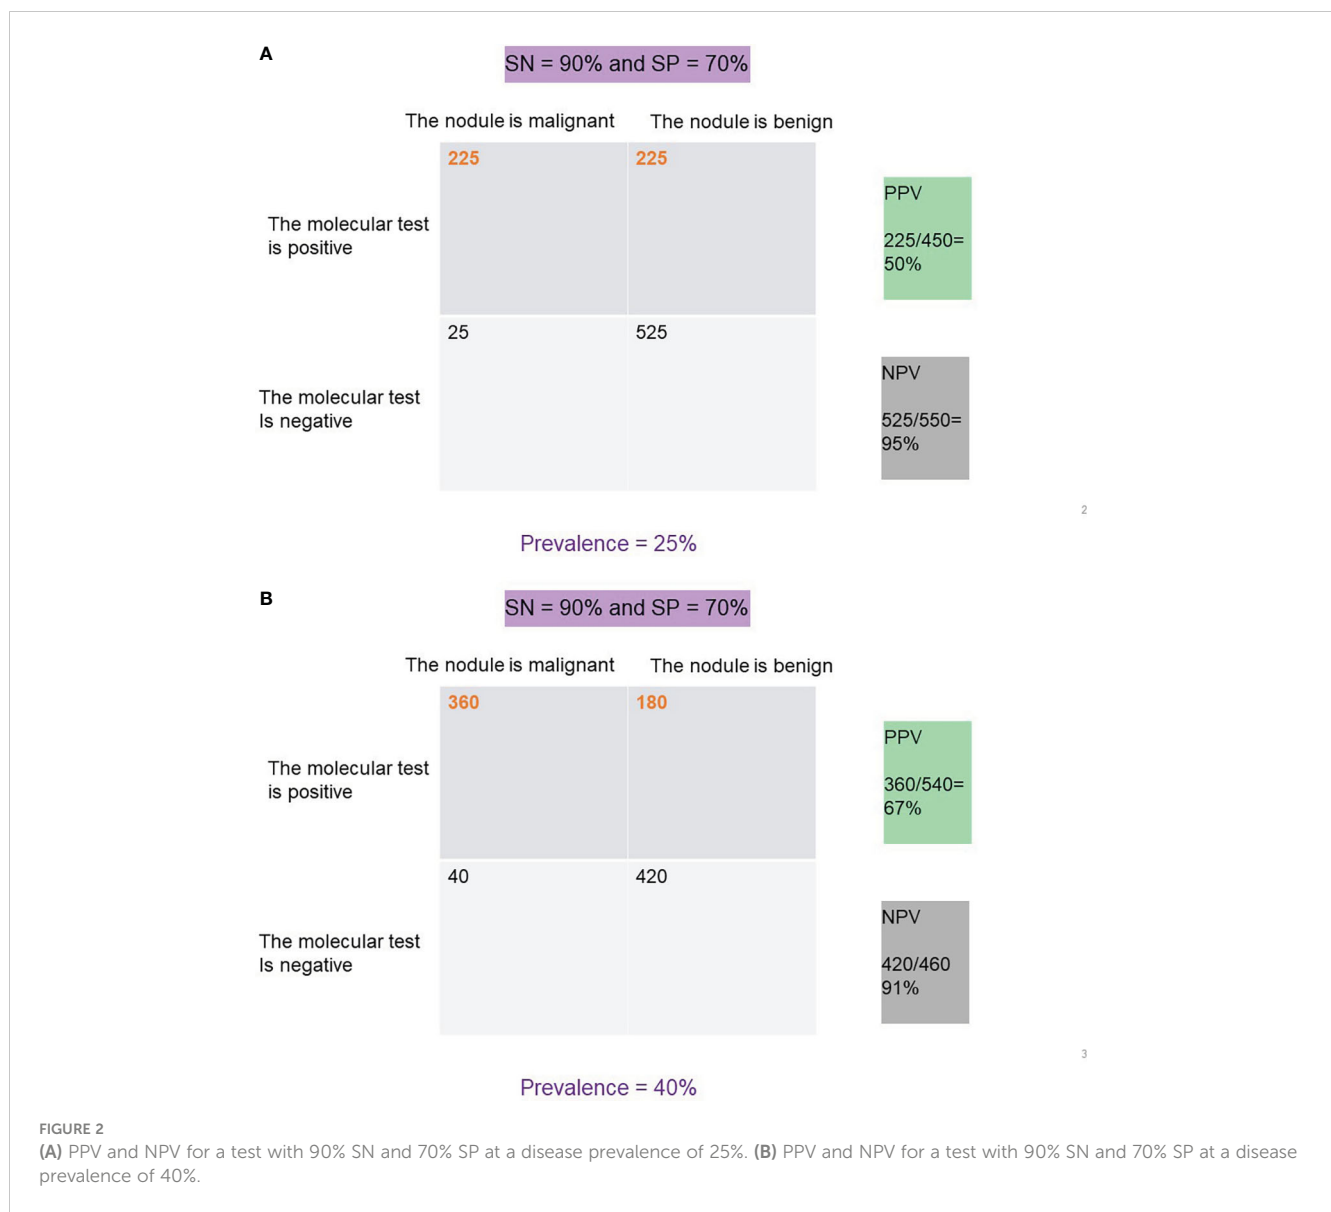 A
SN = 90% and SP = 70%
The nodule is malignant
The nodule is benign
225
225
The molecular test
is positive
PPV
225/450=
50%
25
525
The molecular test
Is negative
NPV
525/550=
95%
2
Prevalence = 25%
B
SN = 90% and SP = 70%
The nodule is malignant
The nodule is benign
360
180
The molecular test
is positive
PPV
360/540=
67%
40
420
The molecular test
Is negative
NPV
420/460
91%
3
Prevalence = 40%
FIGURE 2
(A) PPV and NPV for a test with 90% SN and 70% SP at a disease prevalence of 25%. (B) PPV and NPV for a test with 90% SN and 70% SP at a disease
prevalence of 40%.